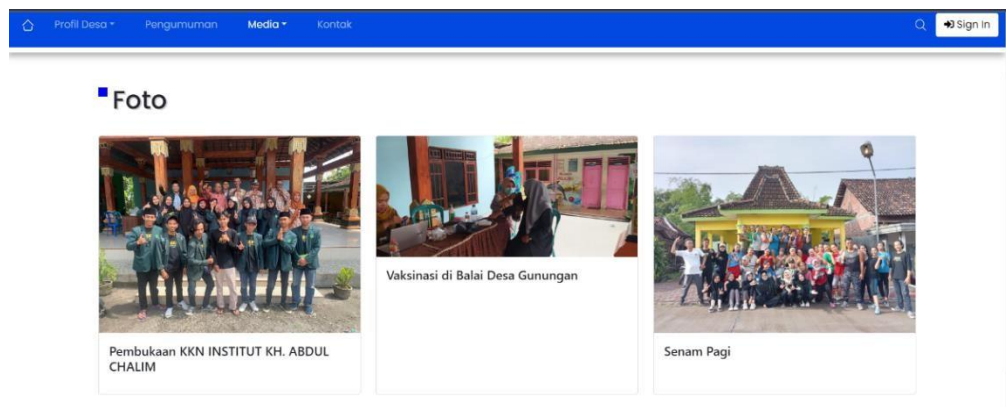 Profil Desa Pengumuman Media Kontak Sign In
Foto
Pembukaan KKN INSTITUT KH. ABDUL
CHALIM
Vaksinasi di Balai Desa Gunungan
Senam Pagi